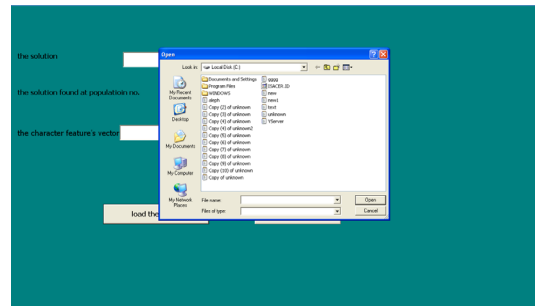 Open
the solution
Look in: Local Disk (C:)
the solution found at populatioin no.
the character feature's vector
My Recent
Documents
Desktop
My Documents
My Computer
My Network
Places
Documents and Settings
Program Files
WINDOWS
aleph
Copy (2) of unknown
Copy (3) of unknown
Copy (4) of unknown
Copy (4) of unknown2
Copy (5) of unknown
Copy (6) of unknown
Copy (7) of unknown
Copy (8) of unknown
Copy (9) of unknown
Copy (10) of unknown
Copy of unknown
gggg
ISACER.ID
new
new1
test
unknown
YServer
File name:
Open
Files of type:
Cancel
load the